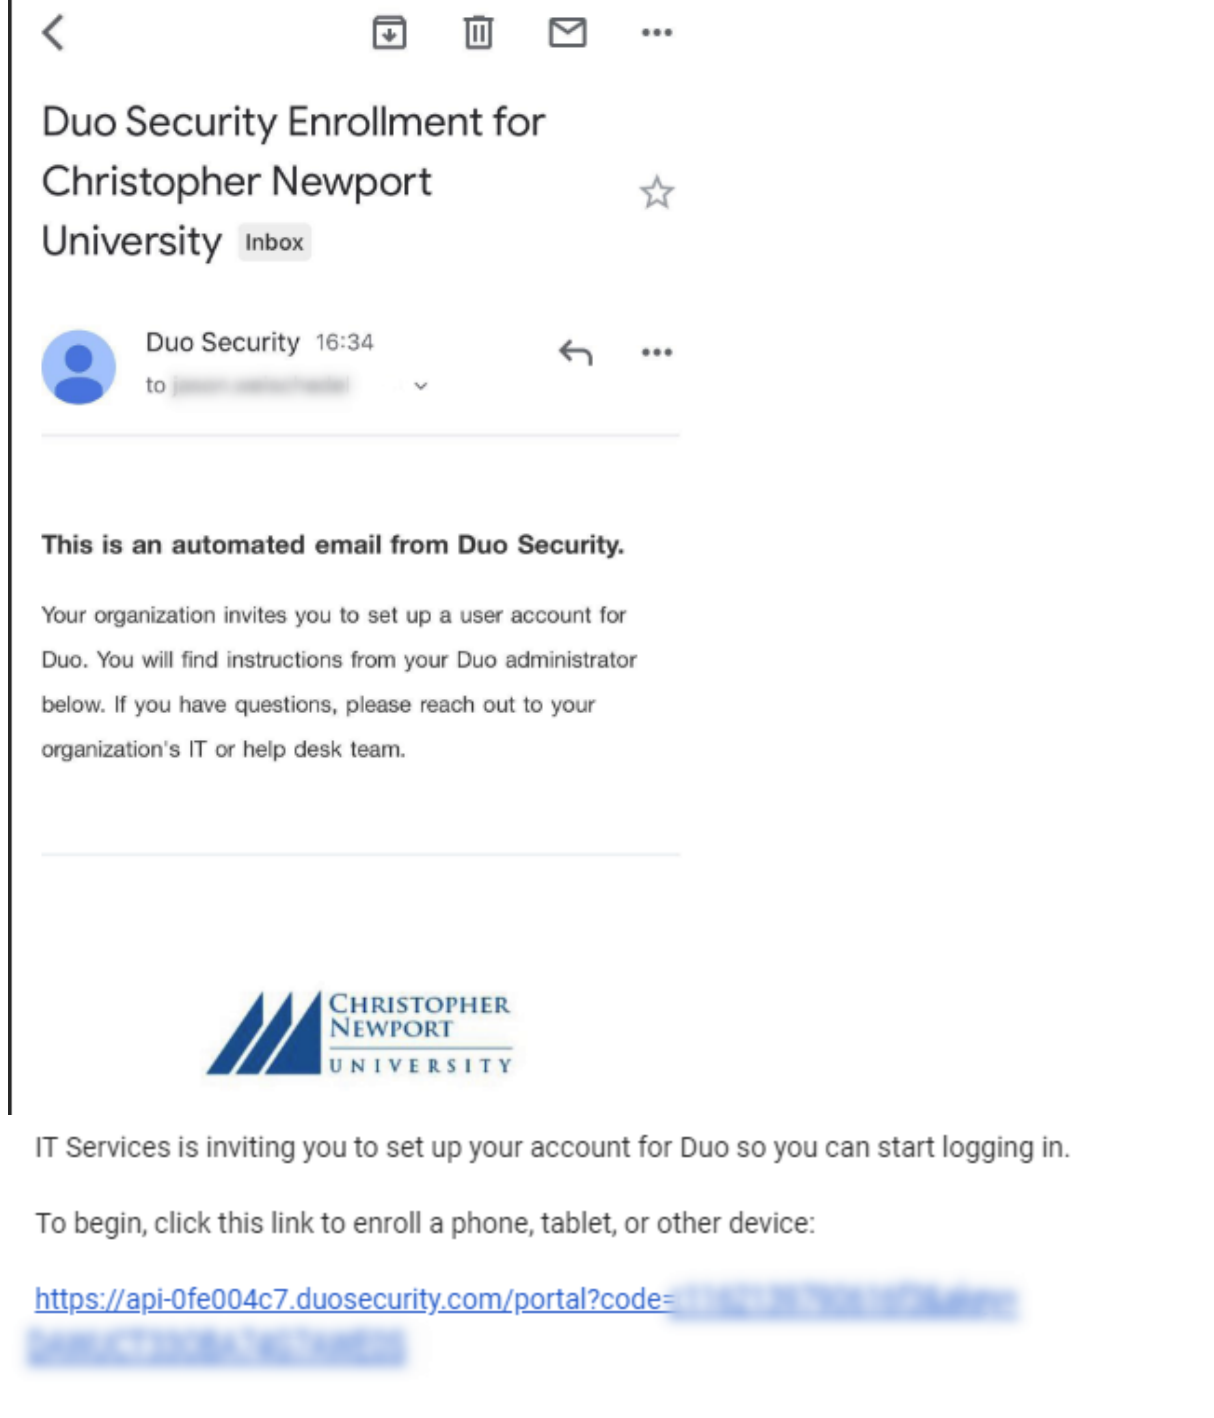 Duo Security Enrollment for
Christopher Newport
University Inbox
Duo Security 16:34
to
This is an automated email from Duo Security.
Your organization invites you to set up a user account for
Duo. You will find instructions from your Duo administrator
below. If you have questions, please reach out to your
organization's IT or help desk team.
CHRISTOPHER
NEWPORT
UNIVERSITY
IT Services is inviting you to set up your account for Duo so you can start logging in.
To begin, click this link to enroll a phone, tablet, or other device:
https://api-0fe004c7.duosecurity.com/portal?code=